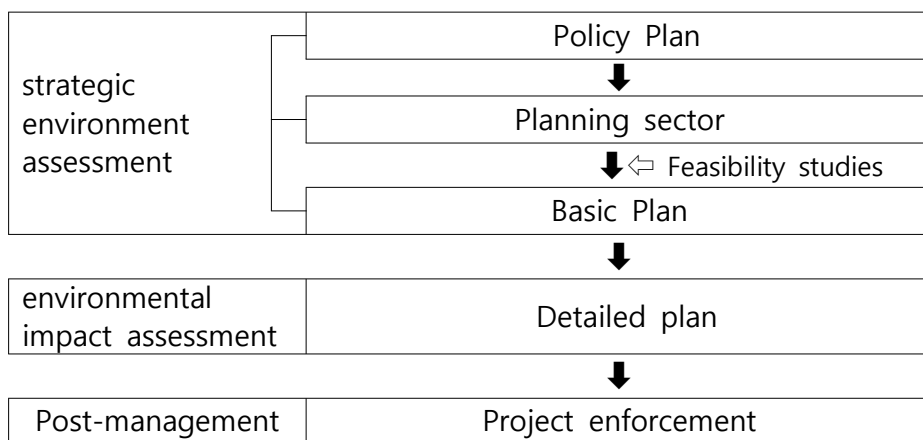 Policy Plan
strategic
environment
assessment
Planning sector
Feasibility studies
Basic Plan
environmental
impact assessment
Detailed plan
Post-management
Project enforcement